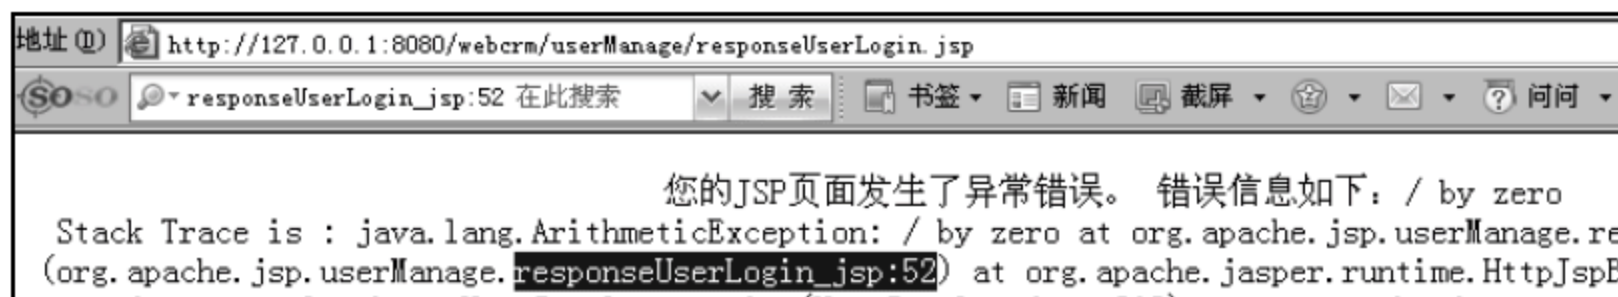 地址(D) http://127.0.0.1:8080/webcrm/userManage/responseUserLogin.jsp
SOSO responseUserLogin_jsp:52 在此搜索 搜 索 书签 新闻 截屏 问问
您的JSP页面发生了异常错误。 错误信息如下：/ by zero
Stack Trace is : java.lang.ArithmeticException: / by zero at org.apache.jsp.userManage.re
(org.apache.jsp.userManage.responseUserLogin_jsp:52) at org.apache.jasper.runtime.HttpJspB